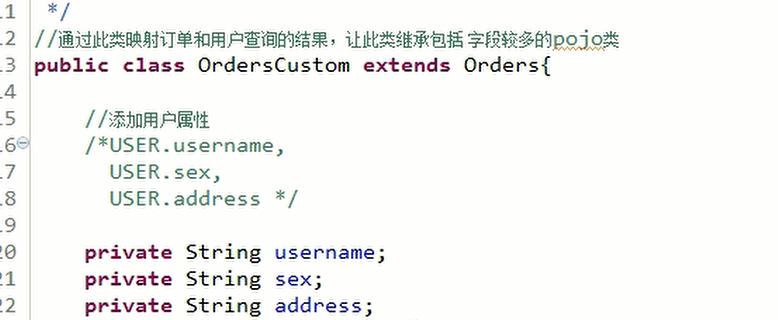 11 */
12 //通过此类映射订单和用户查询的结果，让此类继承包括 字段较多的pojo类
13 public class OrdersCustom extends Orders{
14
15 //添加用户属性
16 /*USER.username,
17 USER.sex,
18 USER.address */
19
20 private String username;
21 private String sex;
22 private String address;